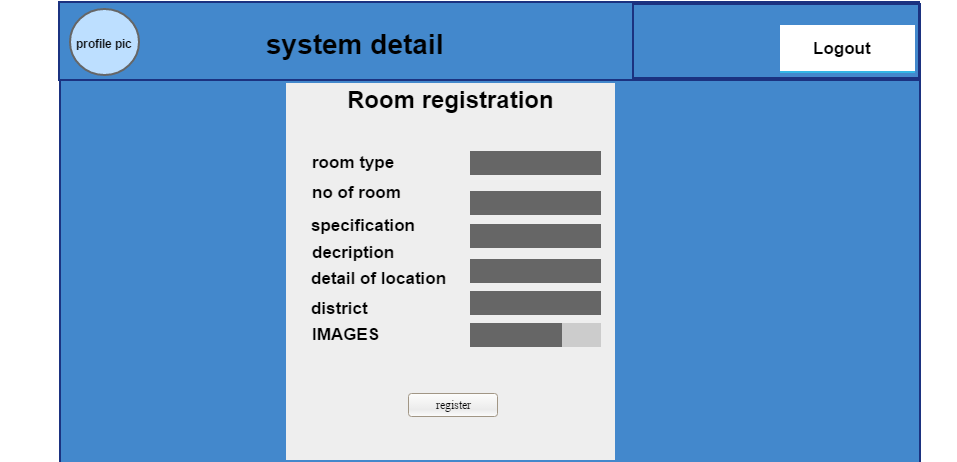 profile pic
system detail
Logout
Room registration
room type
no of room
specification
decription
detail of location
district
IMAGES
register